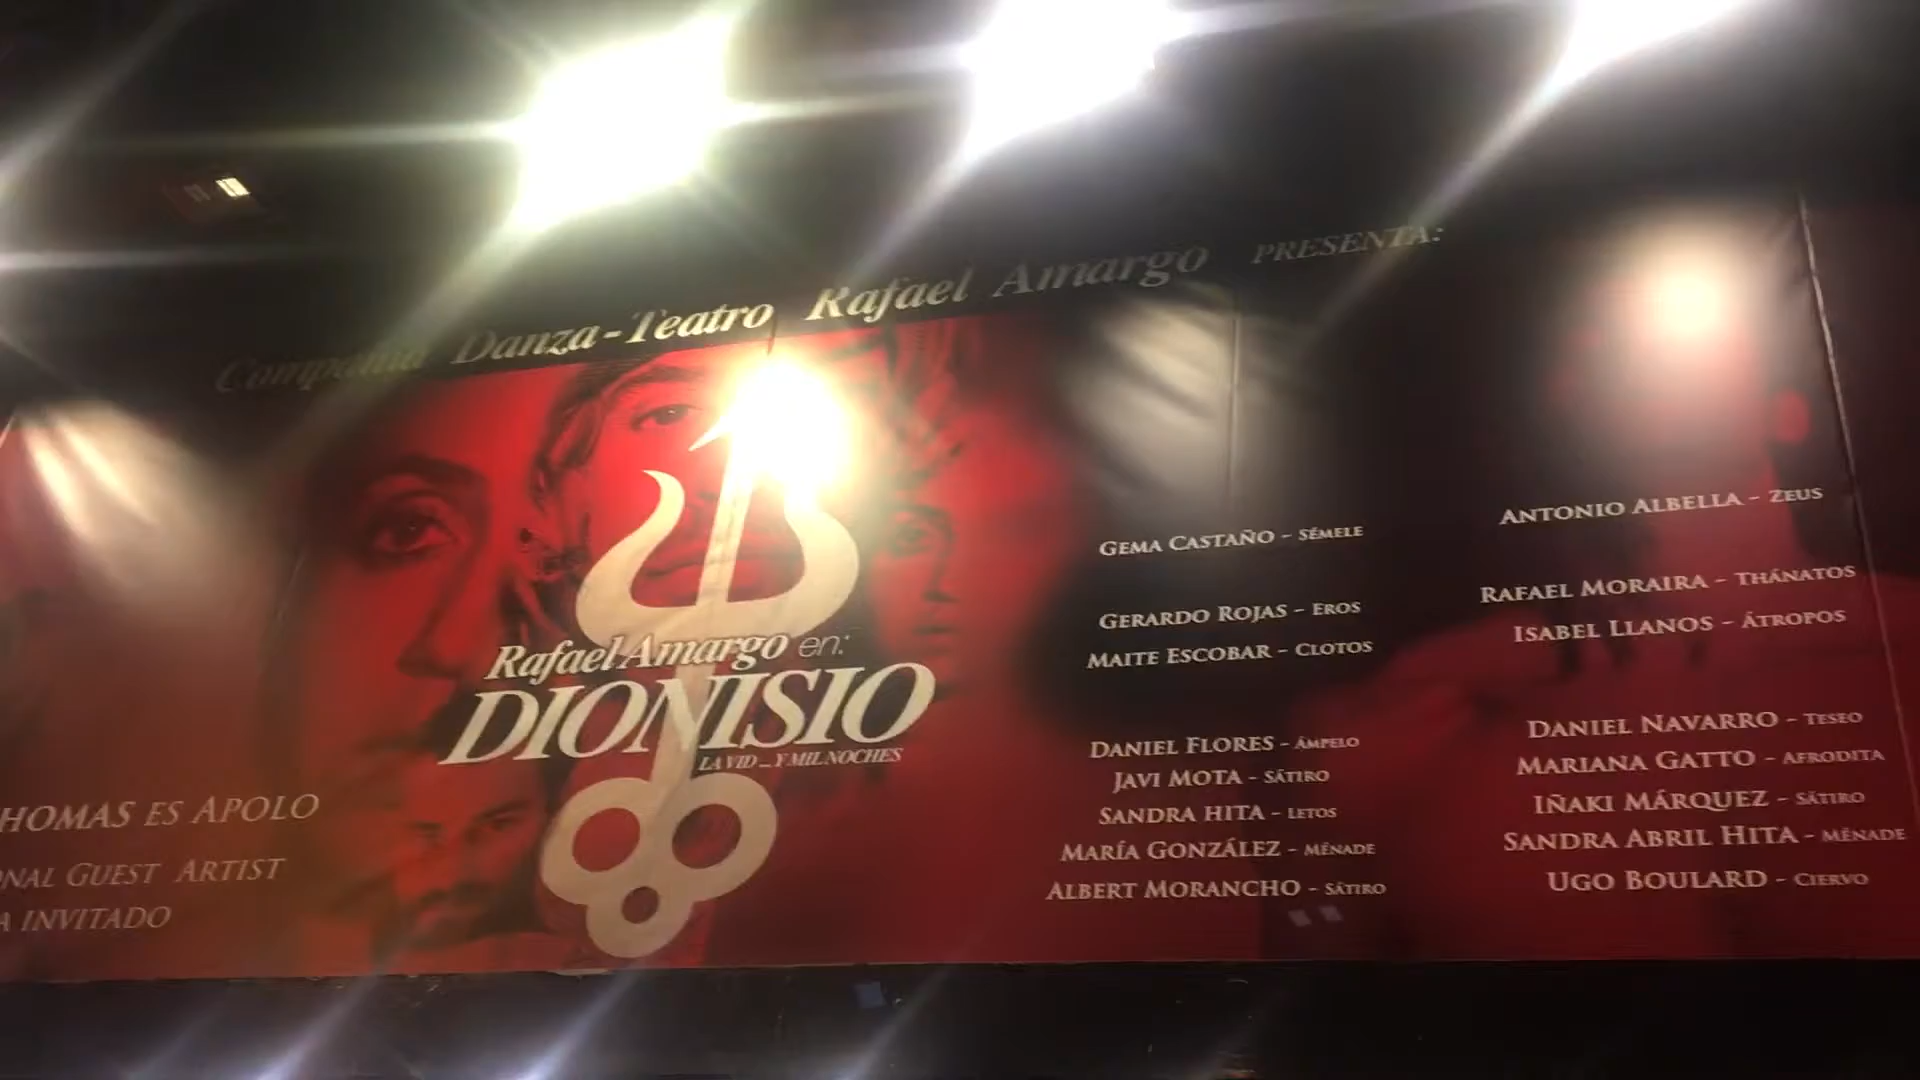 Compañía Danza-Teatro Rafael Amargo PRESENTA:
Rafael Amargo en:
DIONISIO
LA VID ... Y MIL NOCHES
HOMAS ES APOLO
ONAL GUEST ARTIST
A INVITADO
GEMA CASTAÑO - SÉMELE
GERARDO ROJAS - EROS
MAITE ESCOBAR - CLOTOS
DANIEL FLORES - ÁMPELO
JAVI MOTA - SÁTIRO
SANDRA HITA - LETOS
MARÍA GONZÁLEZ - MÉNADE
ALBERT MORANCHO - SÁTIRO
ANTONIO ALBELLA - ZEUS
RAFAEL MORAIRA - THÁNATOS
ISABEL LLANOS - ÁTROPOS
DANIEL NAVARRO - TESEO
MARIANA GATTO - AFRODITA
IÑAKI MÁRQUEZ - SÁTIRO
SANDRA ABRIL HITA - MÉNADE
UGO BOULARD - CIERVO